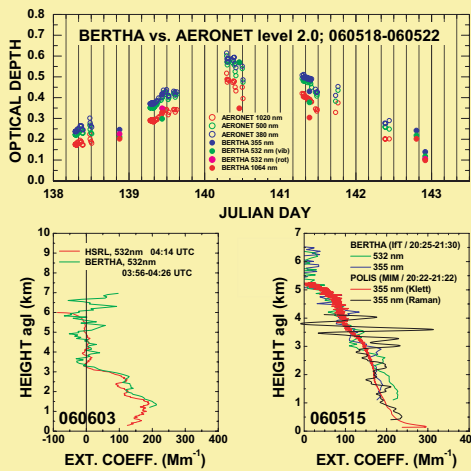 BERTHA vs. AERONET level 2.0; 060518-060522
OPTICAL DEPTH
0.8
0.7
0.6
0.5
0.4
0.3
0.2
0.1
0.0
AERONET 1020 nm
AERONET 500 nm
AERONET 380 nm
BERTHA 355 nm
BERTHA 532 nm (vib)
BERTHA 532 nm (rot)
BERTHA 1064 nm
138 139 140 141 142 143
JULIAN DAY
HEIGHT agl (km)
10
9
8
7
6
5
4
3
2
1
0
HSRL, 532nm 04:14 UTC
BERTHA, 532nm
03:56-04:26 UTC
060603
-100 0 100 200 300 400
EXT. COEFF. (Mm⁻¹)
HEIGHT agl (km)
7
6
5
4
3
2
1
0
BERTHA (IfT / 20:25-21:30)
532 nm
355 nm
POLIS (MIM / 20:22-21:22)
355 nm (Klett)
355 nm (Raman)
060515
0 100 200 300 400
EXT. COEFF. (Mm⁻¹)